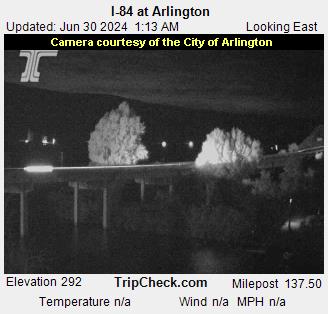 I-84 at Arlington
Updated: Jun 30 2024 1:13 AM Looking East
Camera courtesy of the City of Arlington
Elevation 292 TripCheck.com Milepost 137.50
Temperature n/a Wind n/a MPH n/a